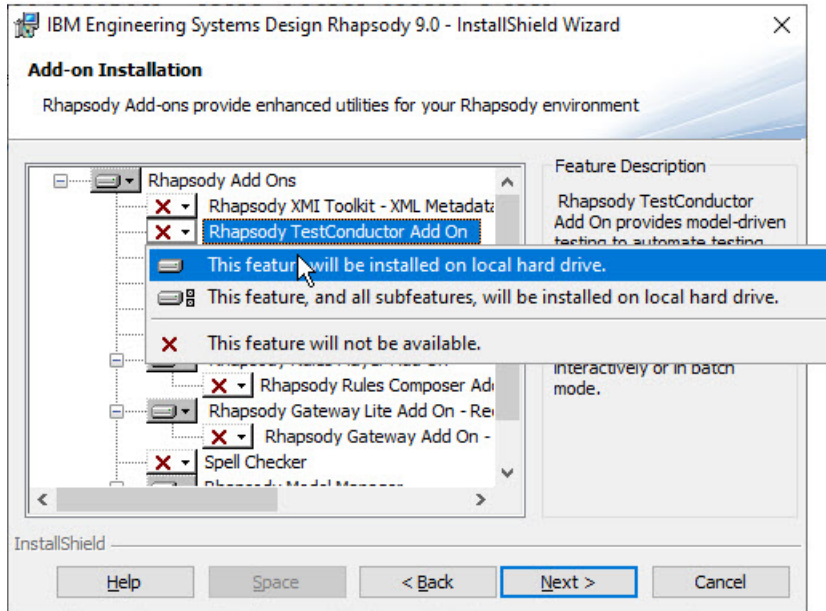 IBM Engineering Systems Design Rhapsody 9.0 - InstallShield Wizard
Add-on Installation
Rhapsody Add-ons provide enhanced utilities for your Rhapsody environment
Rhapsody Add Ons
Rhapsody XMI Toolkit - XML Metadata
Rhapsody TestConductor Add On
This feature will be installed on local hard drive.
This feature, and all subfeatures, will be installed on local hard drive.
This feature will not be available.
Rhapsody Rules Composer Ad
Rhapsody Gateway Lite Add On - Re
Rhapsody Gateway Add On -
Spell Checker
Rhapsody Model Manager
Feature Description
Rhapsody TestConductor
Add On provides model-driven
testing to automate testing
interactively or in batch
mode.
InstallShield
Help
Space
< Back
Next >
Cancel